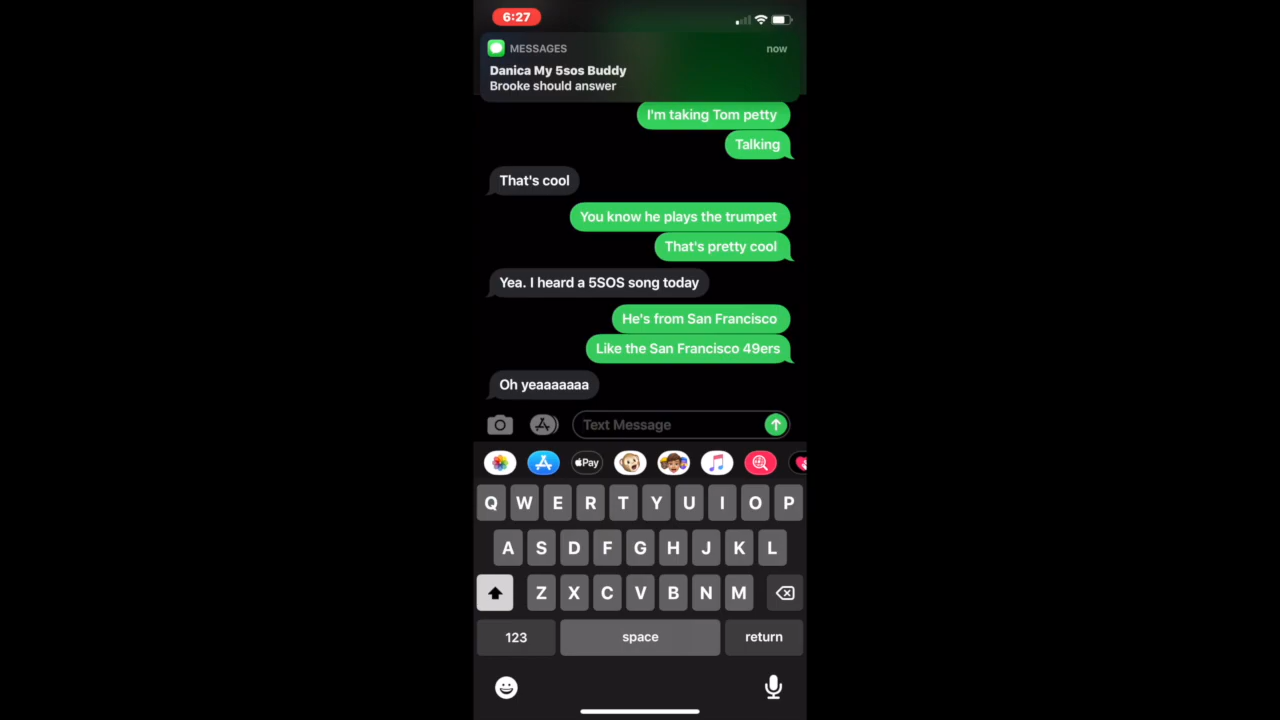 6:27
MESSAGES
now
Danica My 5sos Buddy
Brooke should answer
I'm taking Tom petty
Talking
That's cool
You know he plays the trumpet
That's pretty cool
Yea. I heard a 5SOS song today
He's from San Francisco
Like the San Francisco 49ers
Oh yeaaaaaaa
Text Message
Pay
Q W E R T Y U I O P
A S D F G H J K L
Z X C V B N M
123 space return